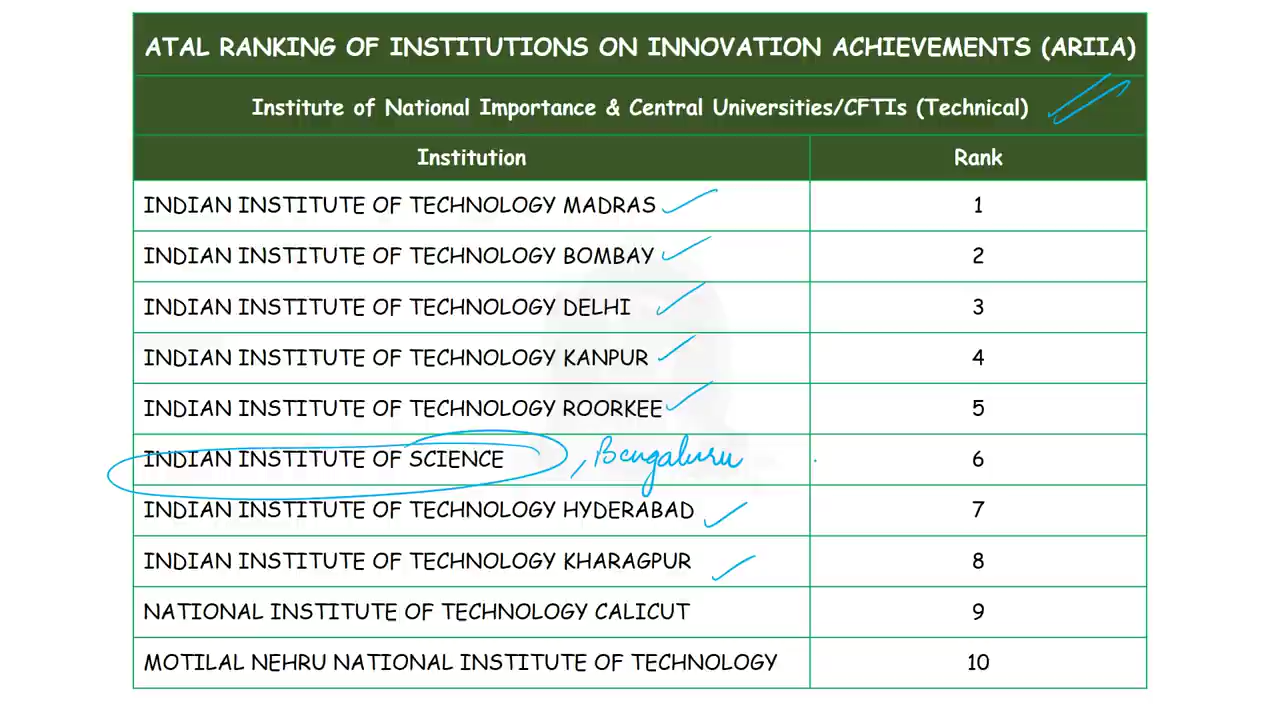 ATAL RANKING OF INSTITUTIONS ON INNOVATION ACHIEVEMENTS (ARIIA)
Institute of National Importance & Central Universities/CFTIs (Technical)
Institution Rank
INDIAN INSTITUTE OF TECHNOLOGY MADRAS 1
INDIAN INSTITUTE OF TECHNOLOGY BOMBAY 2
INDIAN INSTITUTE OF TECHNOLOGY DELHI 3
INDIAN INSTITUTE OF TECHNOLOGY KANPUR 4
INDIAN INSTITUTE OF TECHNOLOGY ROORKEE 5
INDIAN INSTITUTE OF SCIENCE , Bengaluru 6
INDIAN INSTITUTE OF TECHNOLOGY HYDERABAD 7
INDIAN INSTITUTE OF TECHNOLOGY KHARAGPUR 8
NATIONAL INSTITUTE OF TECHNOLOGY CALICUT 9
MOTILAL NEHRU NATIONAL INSTITUTE OF TECHNOLOGY 10